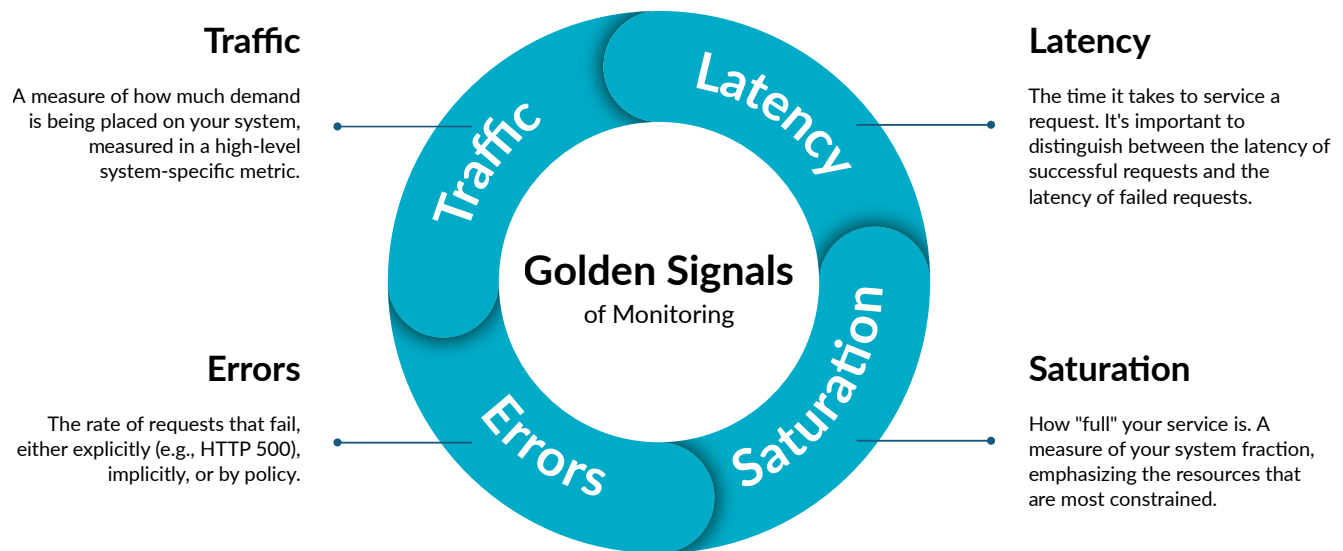 Traffic
A measure of how much demand
is being placed on your system,
measured in a high-level
system-specific metric.
Latency
The time it takes to service a
request. It's important to
distinguish between the latency of
successful requests and the
latency of failed requests.
Traffic
Latency
Golden Signals
of Monitoring
Errors
Saturation
Errors
The rate of requests that fail,
either explicitly (e.g., HTTP 500),
implicitly, or by policy.
Saturation
How "full" your service is. A
measure of your system fraction,
emphasizing the resources that
are most constrained.